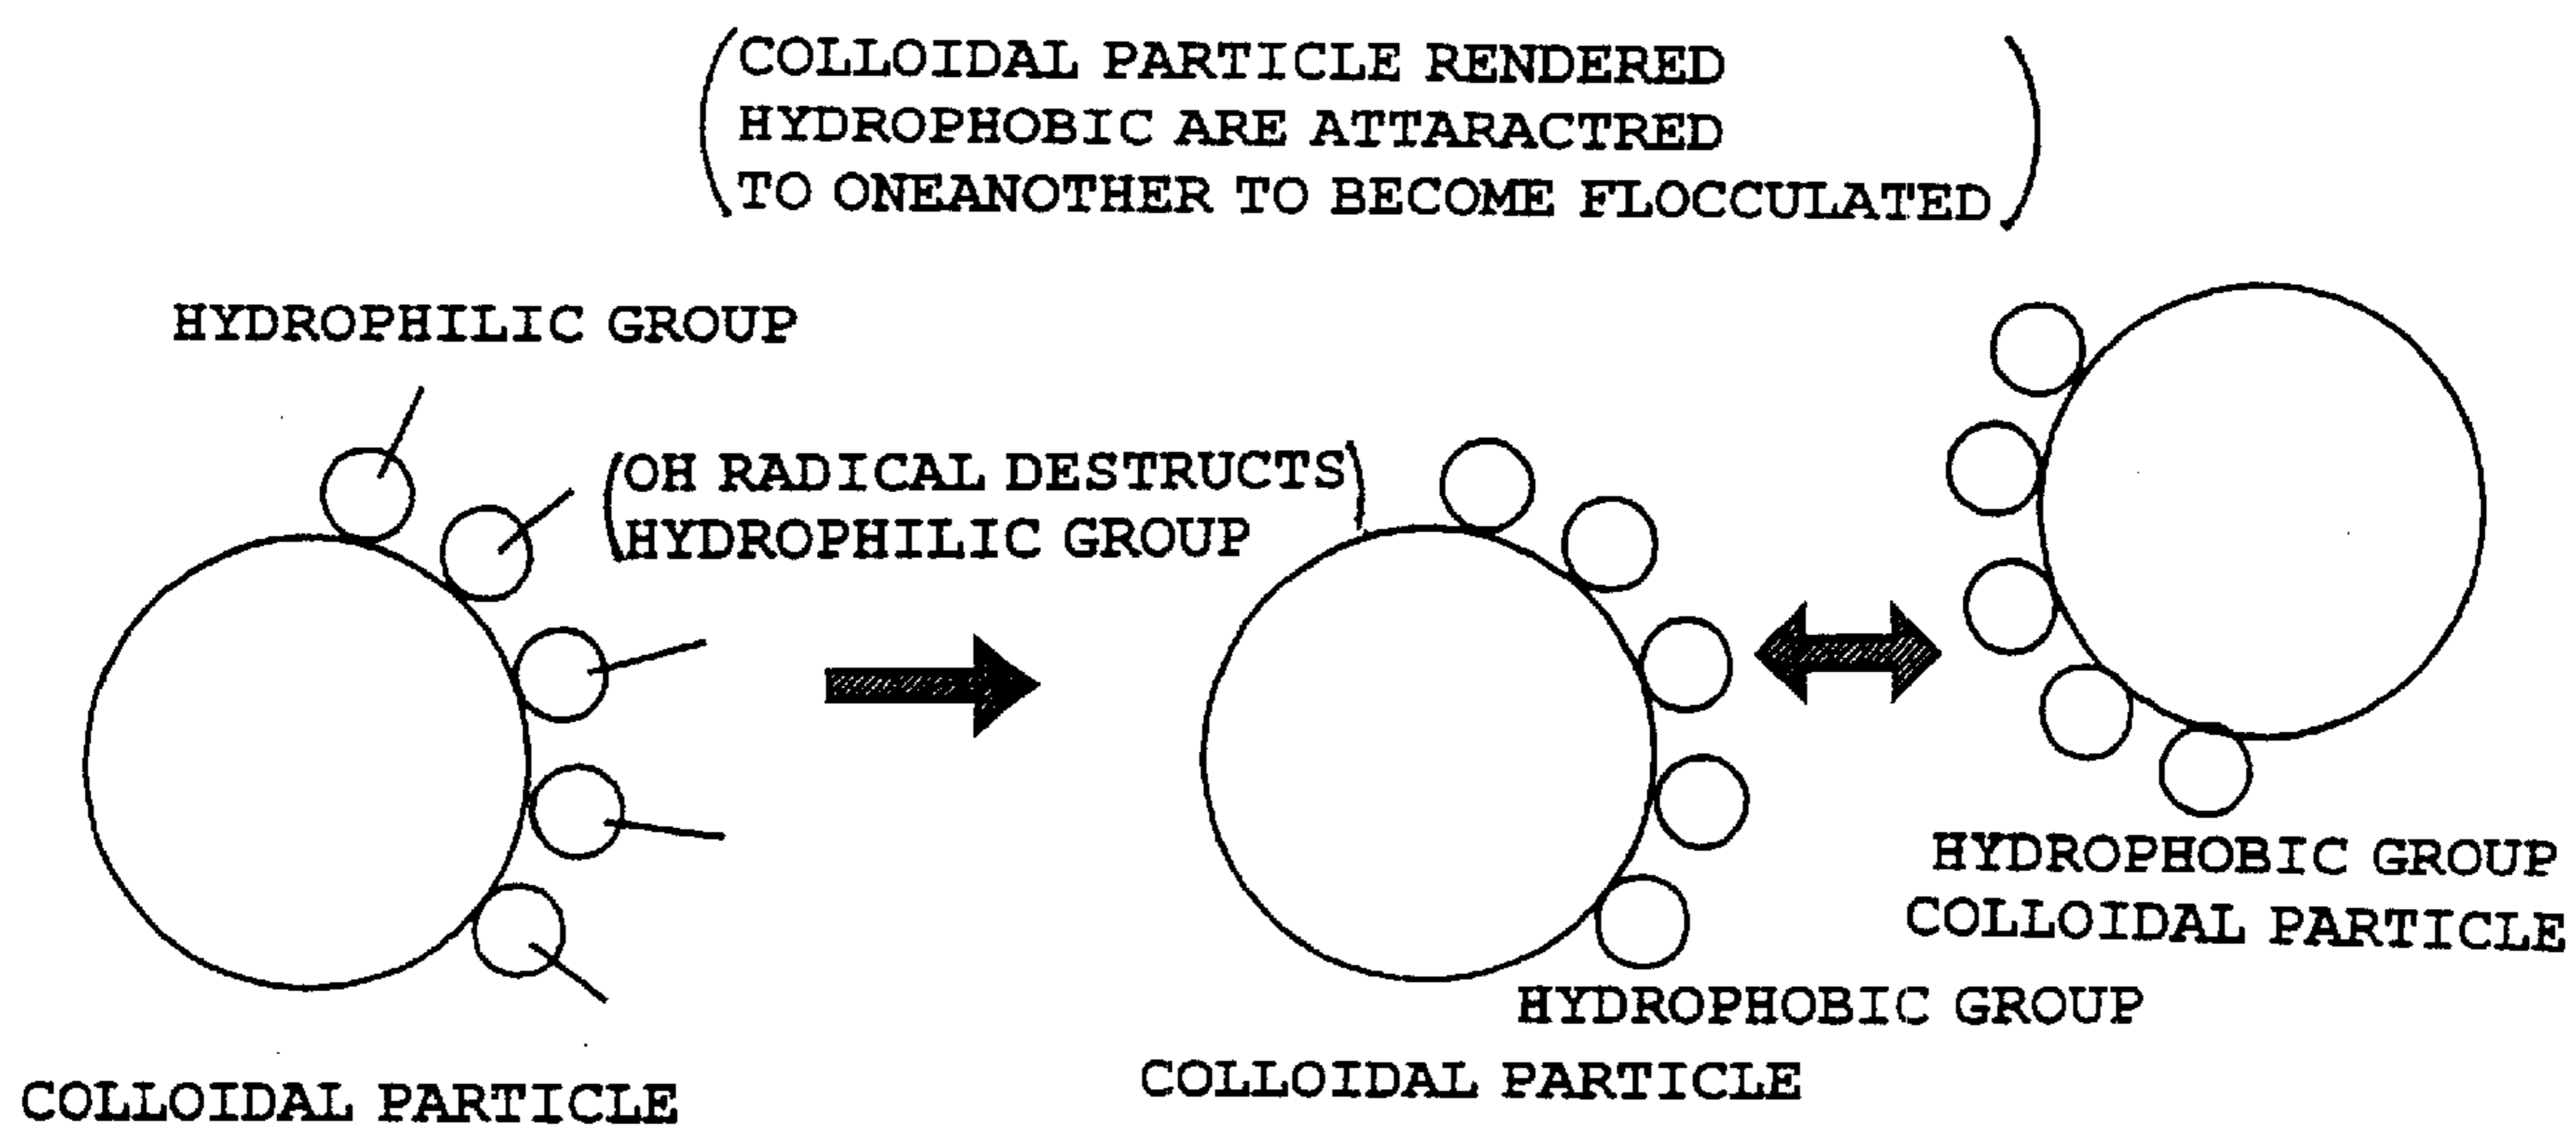 COLLOIDAL PARTICLE RENDERED
HYDROPHOBIC ARE ATTARACTRED
TO ONEANOTHER TO BECOME FLOCCULATED
HYDROPHILIC GROUP
OH RADICAL DESTRUCTS
HYDROPHILIC GROUP
HYDROPHOBIC GROUP
COLLOIDAL PARTICLE
HYDROPHOBIC GROUP
COLLOIDAL PARTICLE
COLLOIDAL PARTICLE